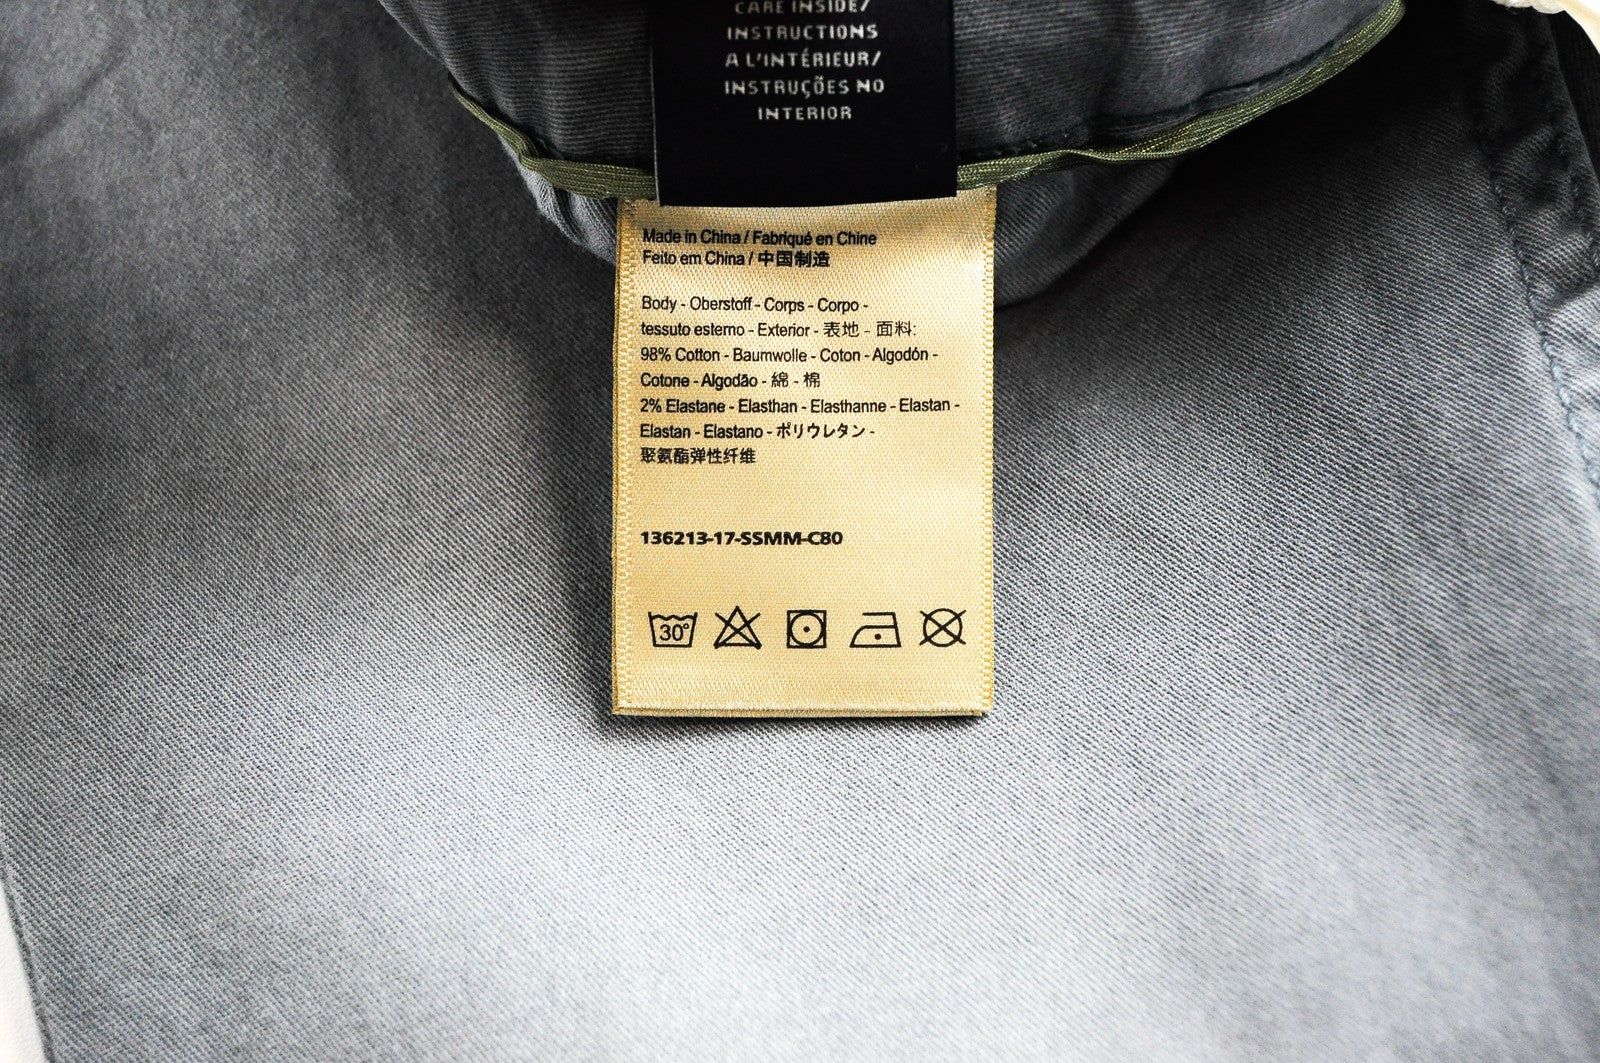 CARE INSIDE/
INSTRUCTIONS
A L'INTÉRIEUR/
INSTRUÇÕES NO
INTERIOR
Made in China / Fabriqué en Chine
Feito em China / 中国制造
Body - Oberstoff - Corps - Corpo -
tessuto esterno - Exterior - 表地 - 面料:
98% Cotton - Baumwolle - Coton - Algodón -
Cotone - Algodão - 綿 - 棉
2% Elastane - Elasthan - Elasthanne - Elastan -
Elastan - Elastano - ポリウレタン -
聚氨酯弹性纤维
136213-17-SSMM-C80
30°